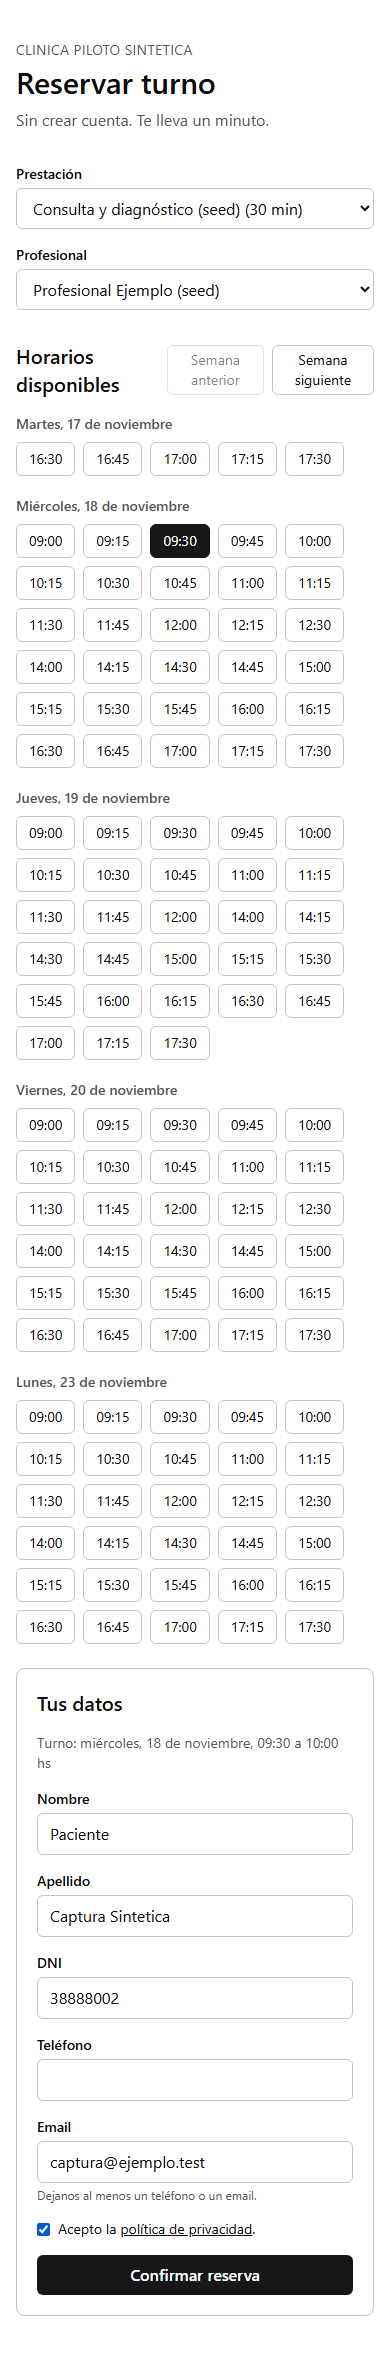 CLINICA PILOTO SINTETICA
Reservar turno
Sin crear cuenta. Te lleva un minuto.
Prestación
Consulta y diagnóstico (seed) (30 min)
Profesional
Profesional Ejemplo (seed)
Horarios disponibles
Semana anterior
Semana siguiente
Martes, 17 de noviembre
16:30 16:45 17:00 17:15 17:30
Miércoles, 18 de noviembre
09:00 09:15 09:30 09:45 10:00
10:15 10:30 10:45 11:00 11:15
11:30 11:45 12:00 12:15 12:30
14:00 14:15 14:30 14:45 15:00
15:15 15:30 15:45 16:00 16:15
16:30 16:45 17:00 17:15 17:30
Jueves, 19 de noviembre
09:00 09:15 09:30 09:45 10:00
10:15 10:30 10:45 11:00 11:15
11:30 11:45 12:00 14:00 14:15
14:30 14:45 15:00 15:15 15:30
15:45 16:00 16:15 16:30 16:45
17:00 17:15 17:30
Viernes, 20 de noviembre
09:00 09:15 09:30 09:45 10:00
10:15 10:30 10:45 11:00 11:15
11:30 11:45 12:00 12:15 12:30
14:00 14:15 14:30 14:45 15:00
15:15 15:30 15:45 16:00 16:15
16:30 16:45 17:00 17:15 17:30
Lunes, 23 de noviembre
09:00 09:15 09:30 09:45 10:00
10:15 10:30 10:45 11:00 11:15
11:30 11:45 12:00 12:15 12:30
14:00 14:15 14:30 14:45 15:00
15:15 15:30 15:45 16:00 16:15
16:30 16:45 17:00 17:15 17:30
Tus datos
Turno: miércoles, 18 de noviembre, 09:30 a 10:00
hs
Nombre
Paciente
Apellido
Captura Sintetica
DNI
38888002
Teléfono
Email
captura@ejemplo.test
Dejanos al menos un teléfono o un email.
Acepto la política de privacidad.
Confirmar reserva